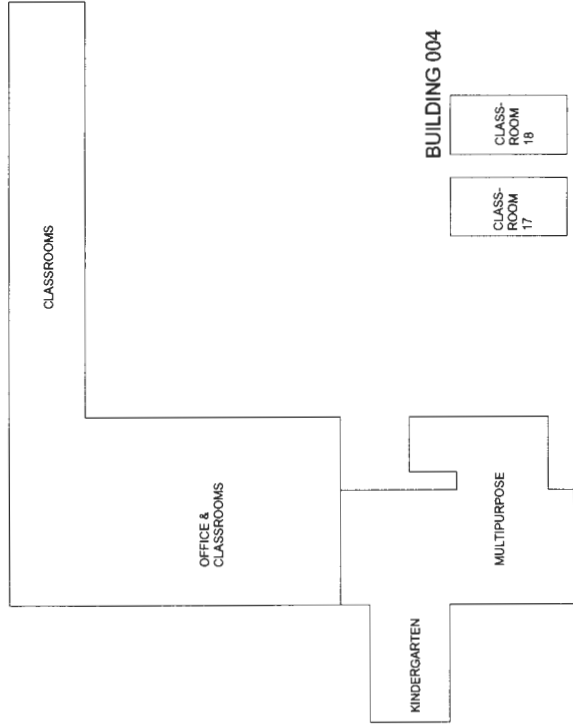 CLASSROOMS
BUILDING 004
CLASS-
ROOM
18
CLASS-
ROOM
17
OFFICE &
CLASSROOMS
MULTIPURPOSE
KINDERGARTEN